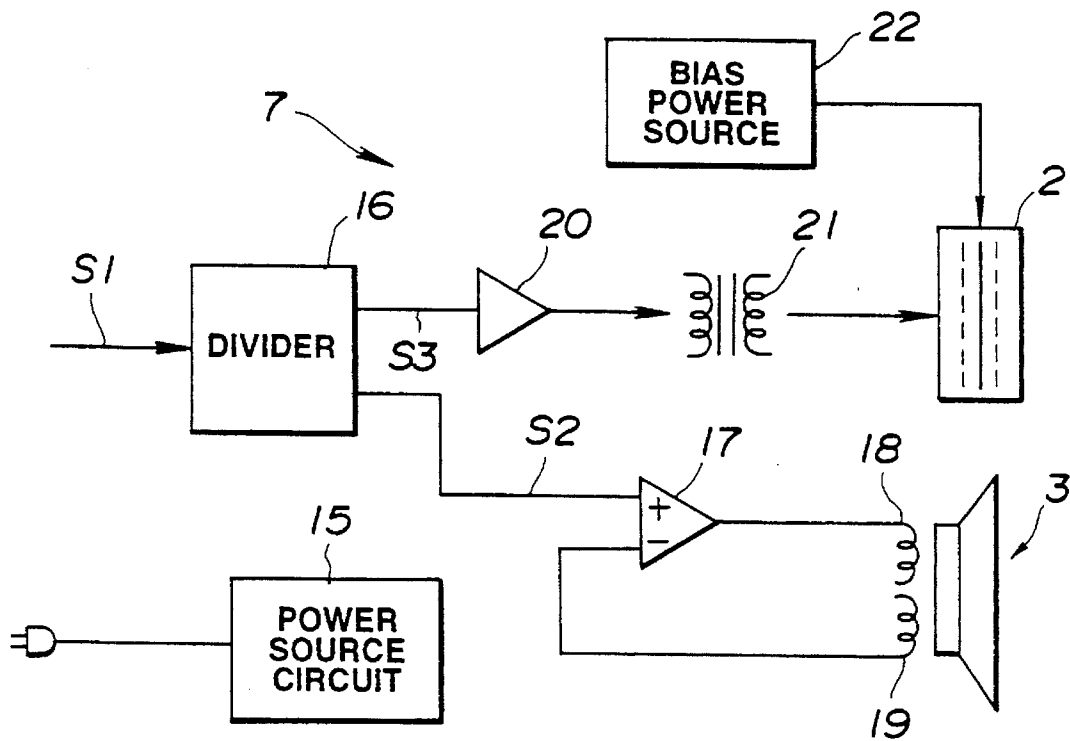 22
BIAS
POWER
SOURCE
7
2
16
20
21
S1
DIVIDER
S3
S2
17
18
3
+
−
15
POWER
SOURCE
CIRCUIT
19